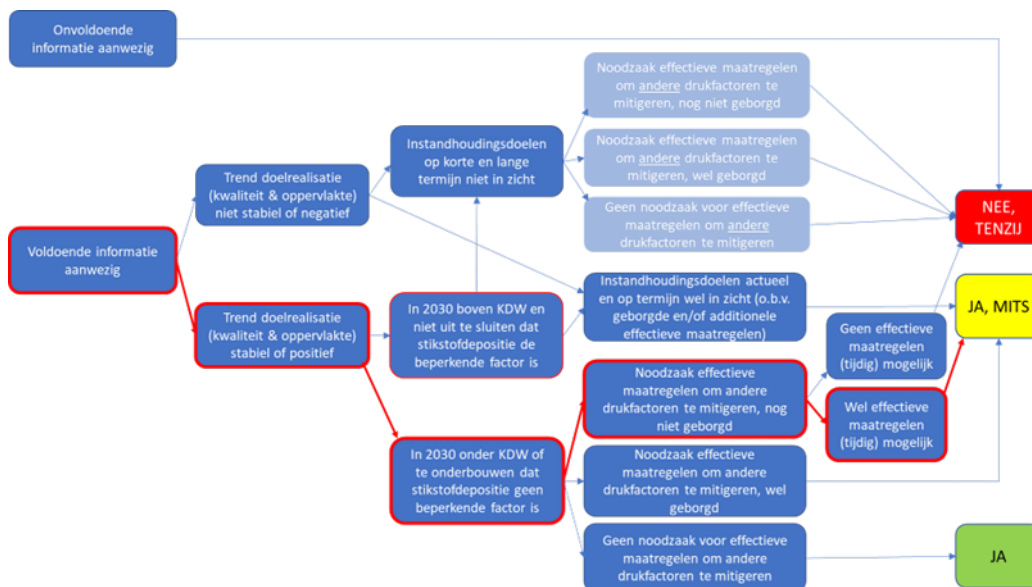 Onvoldoende
informatie aanwezig
Noodzaak effectieve maatregelen
om andere drukfactoren te
mitigeren, nog niet geborgd
Instandhoudingsdoelen
op korte en lange
termijn niet in zicht
Noodzaak effectieve maatregelen
om andere drukfactoren te
mitigeren, wel geborgd
Trend doelrealisatie
(kwaliteit & oppervlakte)
niet stabiel of negatief
Geen noodzaak voor effectieve
maatregelen om andere
drukfactoren te mitigeren
NEE,
TENZIJ
Voldoende informatie
aanwezig
Trend doelrealisatie
(kwaliteit & oppervlakte)
stabiel of positief
In 2030 boven KDW en
niet uit te sluiten dat
stikstofdepositie de
beperkende factor is
Instandhoudingsdoelen actueel
en op termijn wel in zicht (o.b.v.
geborgde en/of additionele
effectieve maatregelen)
JA, MITS
Geen effectieve
maatregelen
(tijdig) mogelijk
Noodzaak effectieve
maatregelen om andere
drukfactoren te mitigeren, nog
niet geborgd
Wel effectieve
maatregelen
(tijdig) mogelijk
In 2030 onder KDW of
te onderbouwen dat
stikstofdepositie geen
beperkende factor is
Noodzaak effectieve
maatregelen om andere
drukfactoren te mitigeren, wel
geborgd
Geen noodzaak voor effectieve
maatregelen om andere
drukfactoren te mitigeren
JA